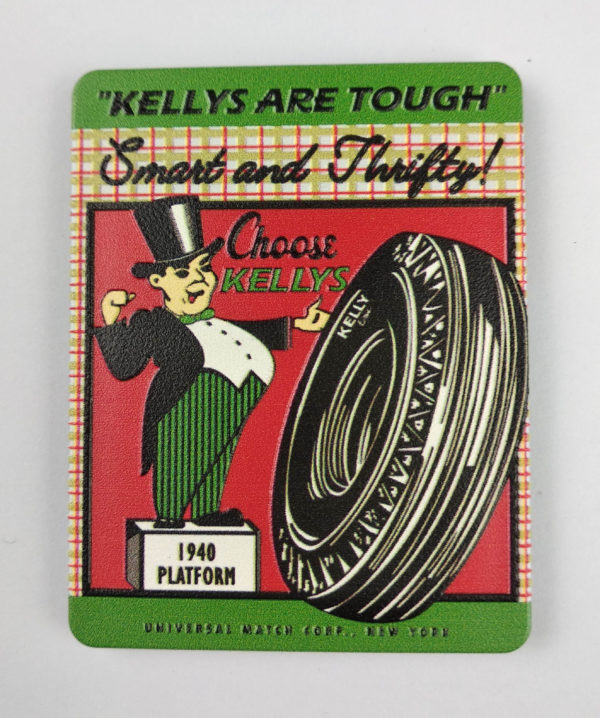 "KELLYS ARE TOUGH"
Smart and Thrifty!
Choose
KELLYS
KELLY
1940
PLATFORM
UNIVERSAL MATCH CORP., NEW YORK